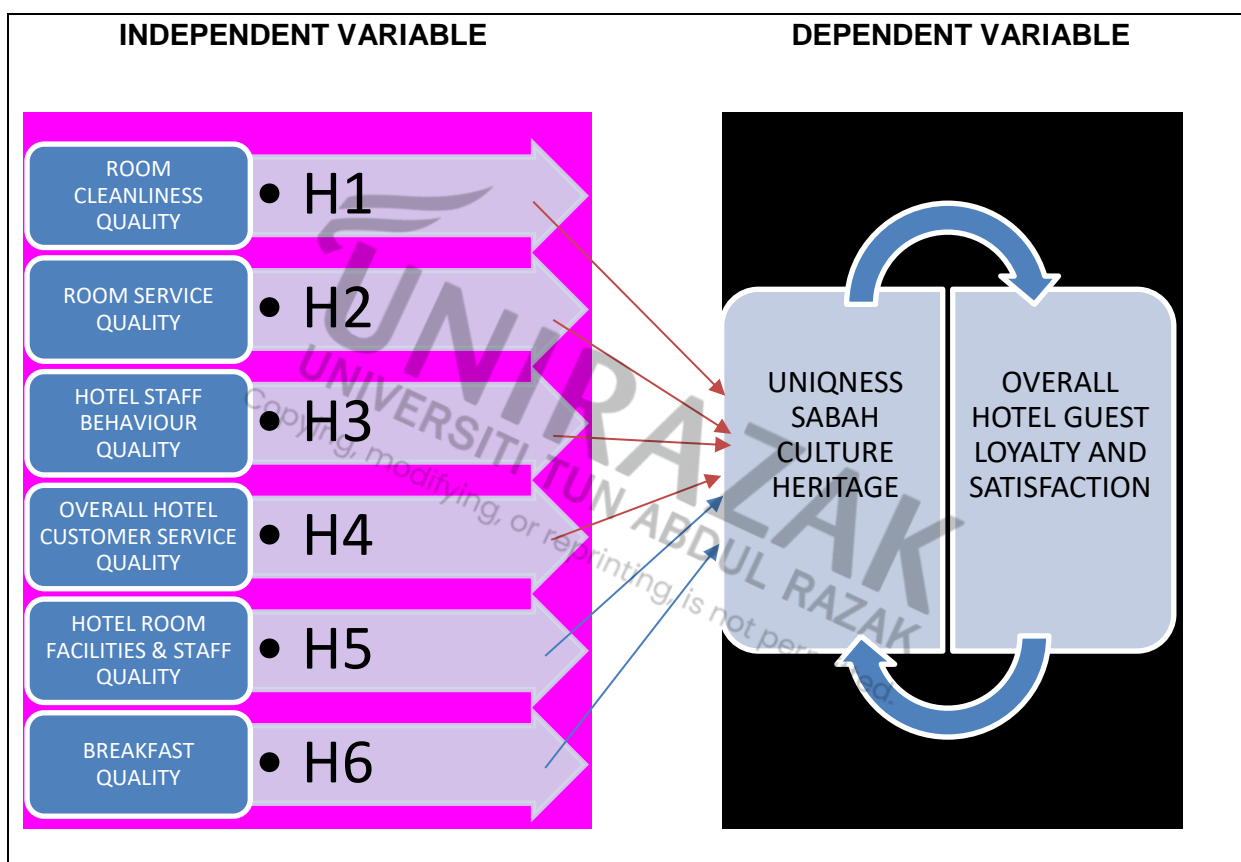 INDEPENDENT VARIABLE
DEPENDENT VARIABLE
ROOM
CLEANLINESS
QUALITY
• H1
ROOM SERVICE
QUALITY
• H2
HOTEL STAFF
BEHAVIOUR
QUALITY
• H3
OVERALL HOTEL
CUSTOMER SERVICE
QUALITY
• H4
HOTEL ROOM
FACILITIES & STAFF
QUALITY
• H5
BREAKFAST
QUALITY
• H6
UNIQNESS
SABAH
CULTURE
HERITAGE
OVERALL
HOTEL GUEST
LOYALTY AND
SATISFACTION
UNIRAZAK
UNIVERSITI TUN ABDUL RAZAK
Copying, modifying, or reprinting, is not permitted.